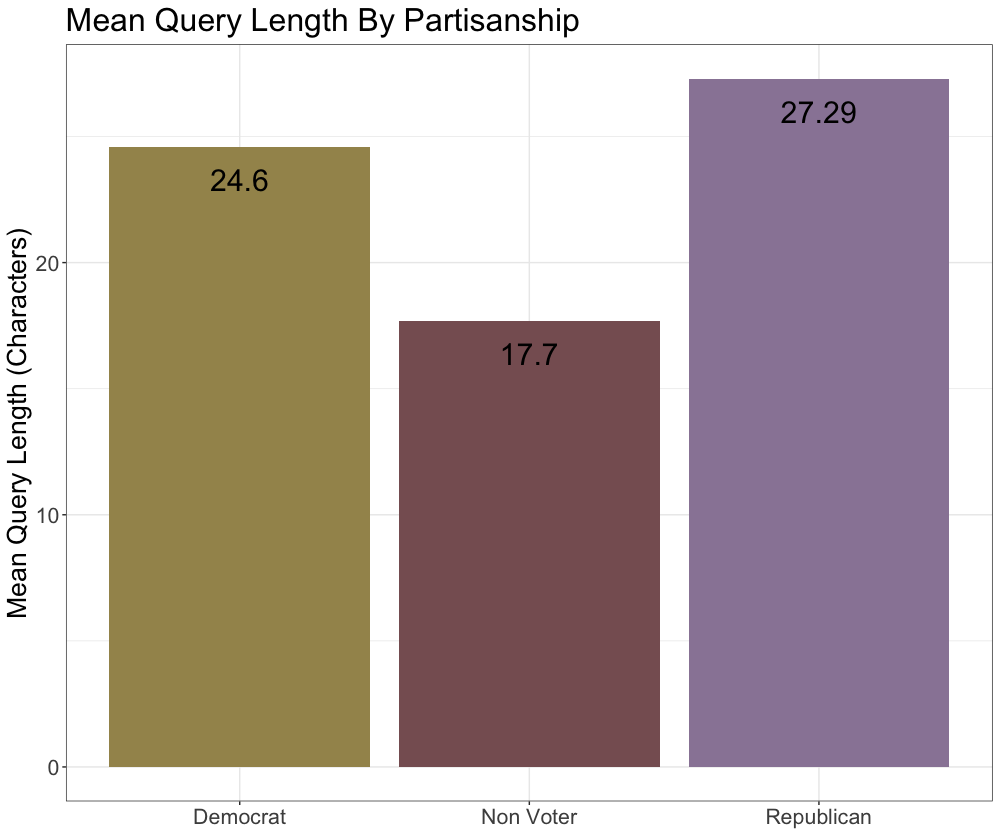 Mean Query Length By Partisanship
Mean Query Length (Characters)
20
10
0
24.6
17.7
27.29
Democrat
Non Voter
Republican